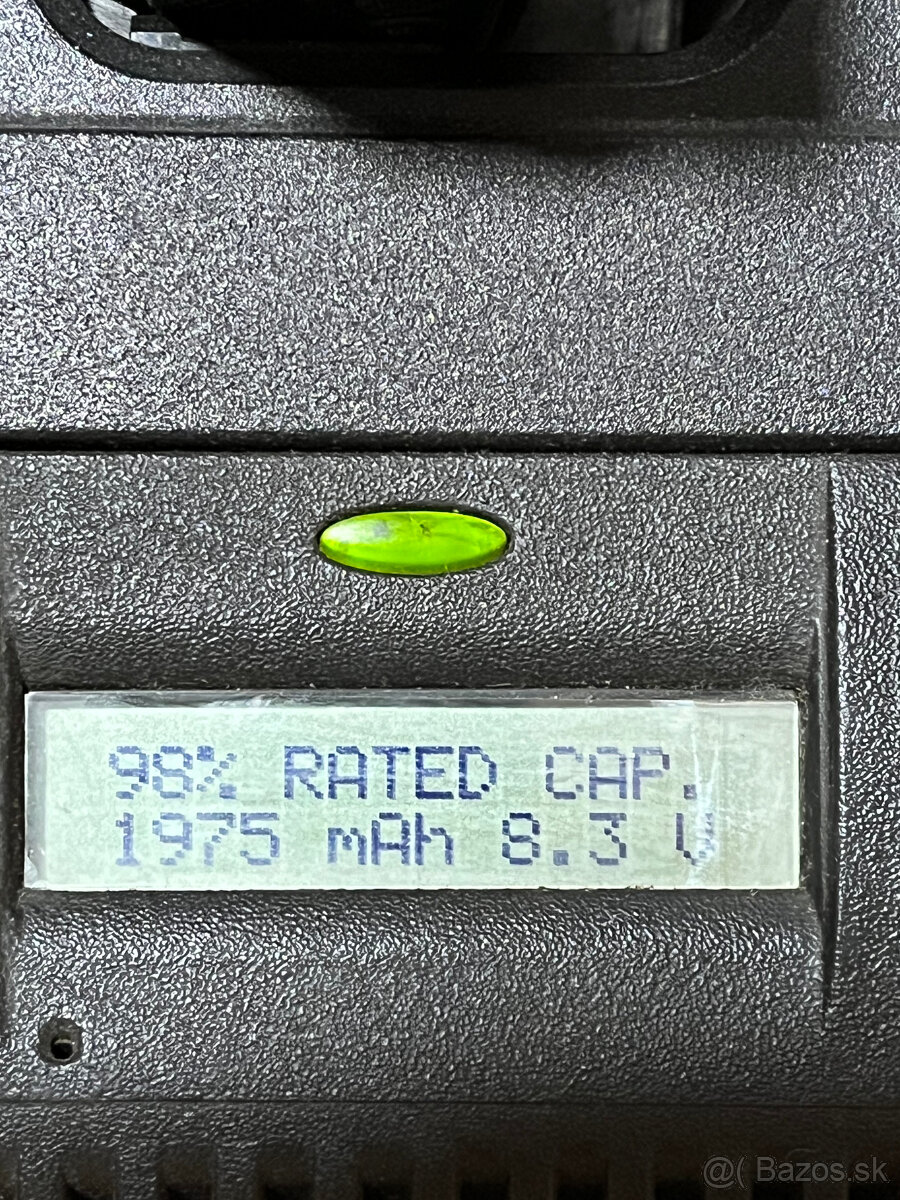 98% RATED CAP.
1975 mAh 8.3 V
@( Bazos.sk